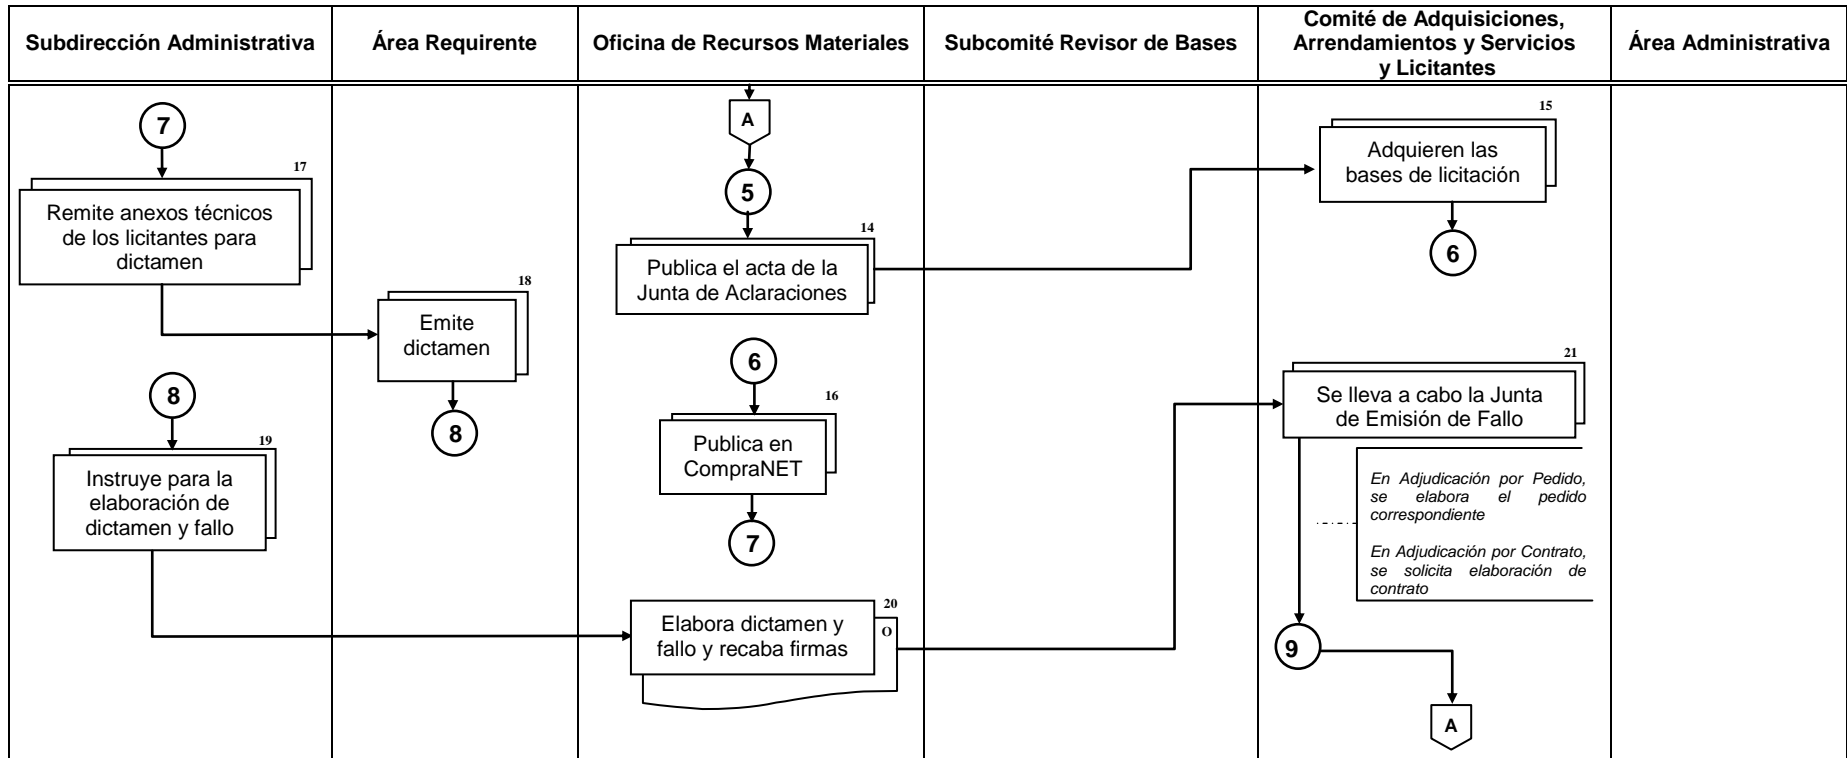 Subdirección Administrativa
Área Requirente
Oficina de Recursos Materiales
Subcomité Revisor de Bases
Comité de Adquisiciones,
Arrendamientos y Servicios
y Licitantes
Área Administrativa
7
17
Remite anexos técnicos
de los licitantes para
dictamen
8
19
Instruye para la
elaboración de
dictamen y fallo
18
Emite
dictamen
8
A
5
14
Publica el acta de la
Junta de Aclaraciones
6
16
Publica en
CompraNET
7
20
O
Elabora dictamen y
fallo y recaba firmas
15
Adquieren las
bases de licitación
6
21
Se lleva a cabo la Junta
de Emisión de Fallo
En Adjudicación por Pedido,
se elabora el pedido
correspondiente
En Adjudicación por Contrato,
se solicita elaboración de
contrato
9
A